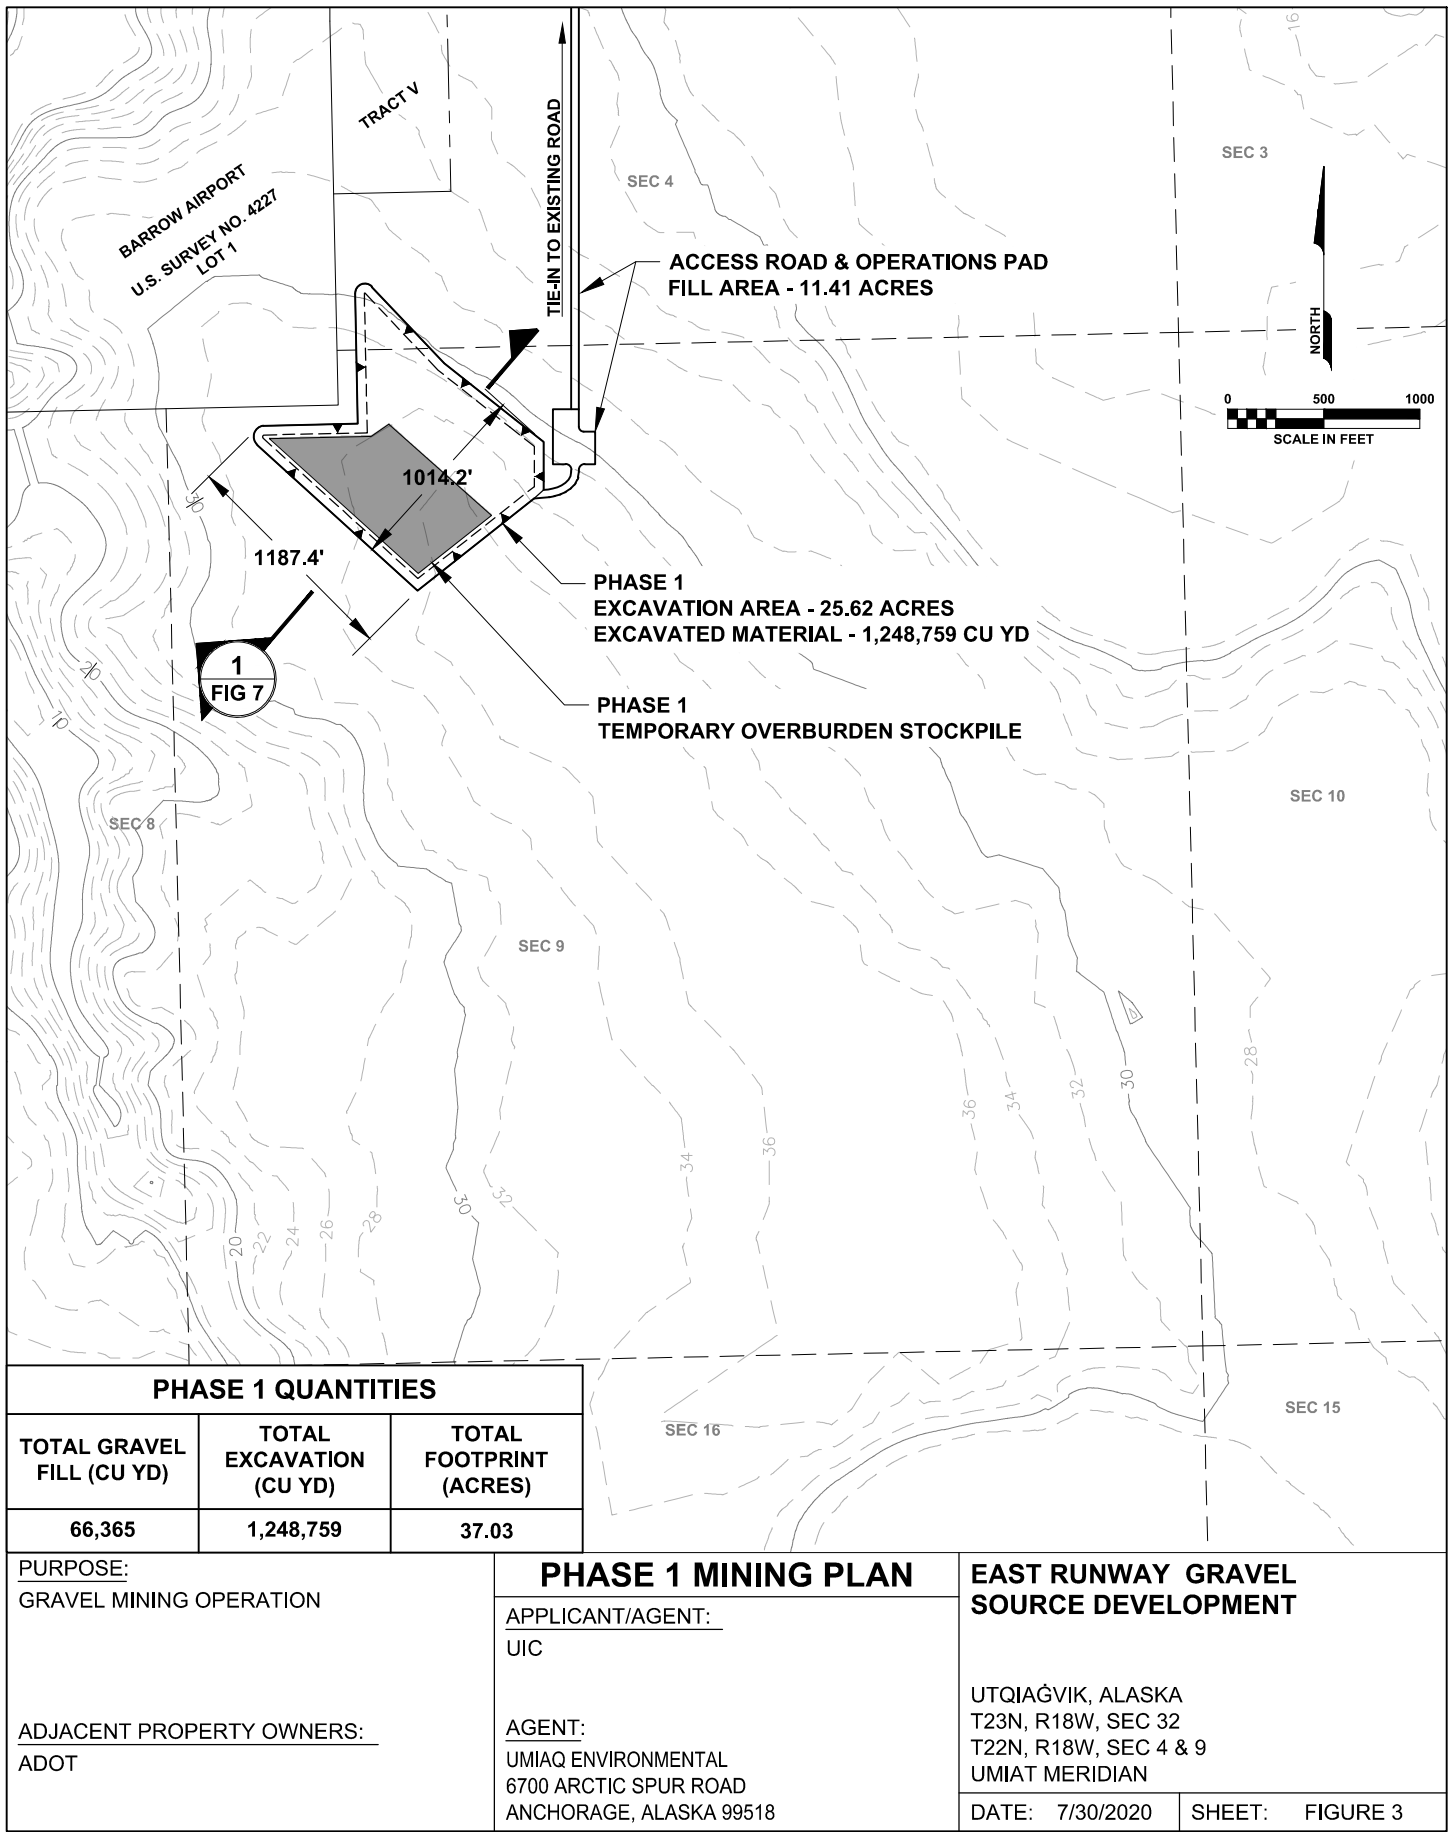 TRACT V
BARROW AIRPORT
U.S. SURVEY NO. 4227
LOT 1
TIE-IN TO EXISTING ROAD
SEC 4
SEC 3
16
ACCESS ROAD & OPERATIONS PAD
FILL AREA - 11.41 ACRES
NORTH
0 500 1000
SCALE IN FEET
1014.2'
30
1187.4'
PHASE 1
EXCAVATION AREA - 25.62 ACRES
EXCAVATED MATERIAL - 1,248,759 CU YD
1
FIG 7
20
10
PHASE 1
TEMPORARY OVERBURDEN STOCKPILE
SEC 8
SEC 10
SEC 9
28
30
32
34
36
36
34
32
30
28
26
24
22
20
SEC 16
SEC 15
PHASE 1 QUANTITIES
TOTAL GRAVEL
FILL (CU YD)
TOTAL
EXCAVATION
(CU YD)
TOTAL
FOOTPRINT
(ACRES)
66,365
1,248,759
37.03
PURPOSE:
GRAVEL MINING OPERATION
ADJACENT PROPERTY OWNERS:
ADOT
PHASE 1 MINING PLAN
APPLICANT/AGENT:
UIC
AGENT:
UMIAQ ENVIRONMENTAL
6700 ARCTIC SPUR ROAD
ANCHORAGE, ALASKA 99518
EAST RUNWAY GRAVEL
SOURCE DEVELOPMENT
UTQIAĠVIK, ALASKA
T23N, R18W, SEC 32
T22N, R18W, SEC 4 & 9
UMIAT MERIDIAN
DATE: 7/30/2020
SHEET: FIGURE 3